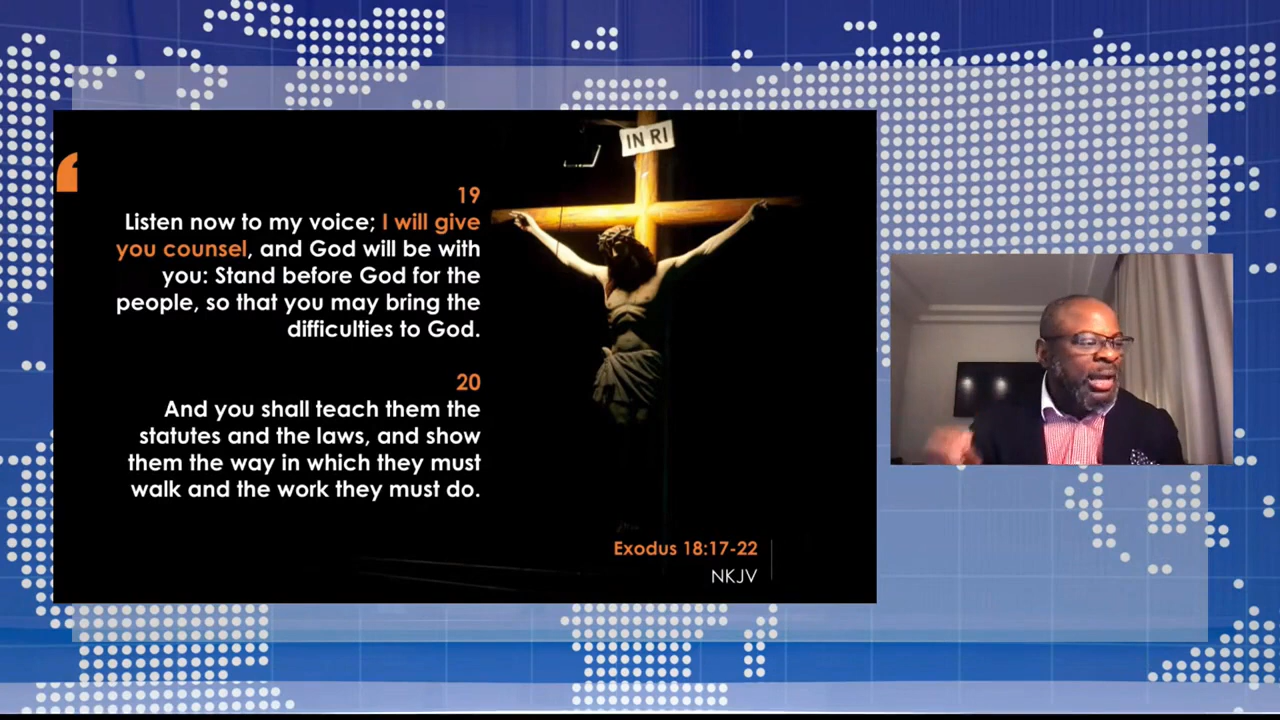 IN RI
19
Listen now to my voice; I will give
you counsel, and God will be with
you: Stand before God for the
people, so that you may bring the
difficulties to God.
20
And you shall teach them the
statutes and the laws, and show
them the way in which they must
walk and the work they must do.
Exodus 18:17-22
NKJV